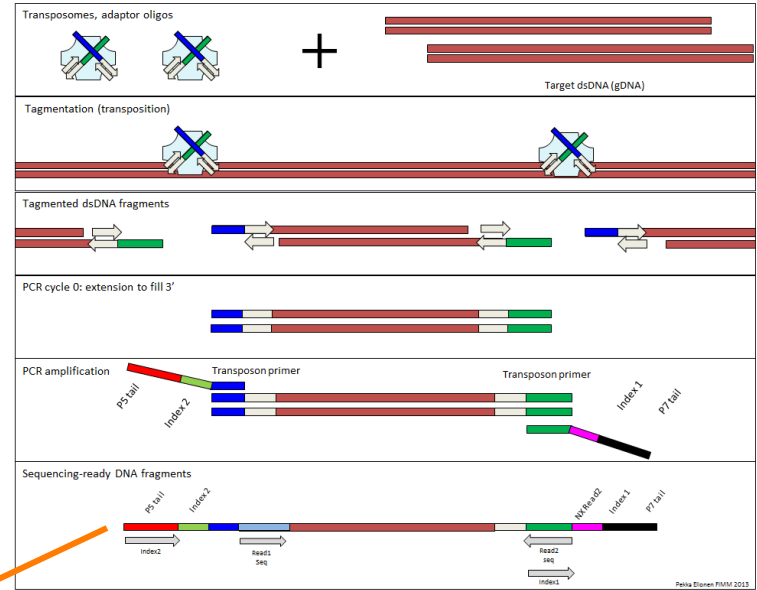 Transposomes, adaptor oligos
Target dsDNA (gDNA)
Tagmentation (transposition)
Tagmented dsDNA fragments
PCR cycle 0: extension to fill 3’
PCR amplification
P5 tail
Index 2
Transposon primer
Transposon primer
Index 1
P7 tail
Sequencing-ready DNA fragments
P5 tail
Index 2
NX Read2
Index 1
P7 tail
Index2
Read1
Seq
Read2
seq
Index1
Pekka Ellonen FIMM 2013